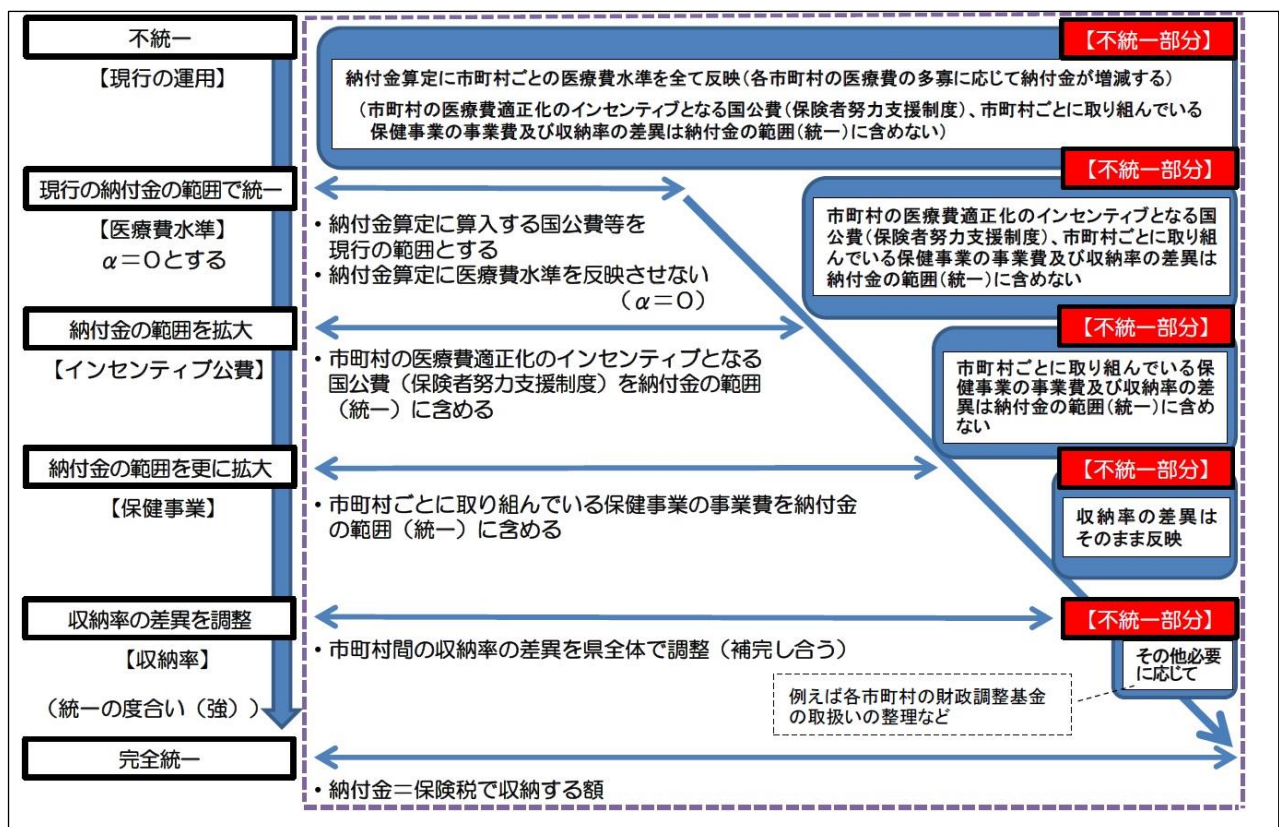 不統一
【現行の運用】
【不統一部分】
納付金算定に市町村ごとの医療費水準を全て反映(各市町村の医療費の多寡に応じて納付金が増減する)
(市町村の医療費適正化のインセンティブとなる国公費(保険者努力支援制度)、市町村ごとに取り組んでいる
保健事業の事業費及び収納率の差異は納付金の範囲(統一)に含めない)
現行の納付金の範囲で統一
【医療費水準】
α=0とする
・納付金算定に算入する国公費等を
現行の範囲とする
・納付金算定に医療費水準を反映させない
(α=0)
【不統一部分】
市町村の医療費適正化のインセンティブとなる国
公費(保険者努力支援制度)、市町村ごとに取り組
んでいる保健事業の事業費及び収納率の差異は
納付金の範囲(統一)に含めない
納付金の範囲を拡大
【インセンティブ公費】
・市町村の医療費適正化のインセンティブとなる
国公費(保険者努力支援制度)を納付金の範囲
(統一)に含める
【不統一部分】
市町村ごとに取り組んでいる保
健事業の事業費及び収納率の差
異は納付金の範囲(統一)に含め
ない
納付金の範囲を更に拡大
【保健事業】
・市町村ごとに取り組んでいる保健事業の事業費を納付金
の範囲(統一)に含める
【不統一部分】
収納率の差異は
そのまま反映
収納率の差異を調整
【収納率】
・市町村間の収納率の差異を県全体で調整(補完し合う)
【不統一部分】
その他必要
に応じて
例えば各市町村の財政調整基金
の取扱いの整理など
(統一の度合い(強))
完全統一
・納付金=保険税で収納する額